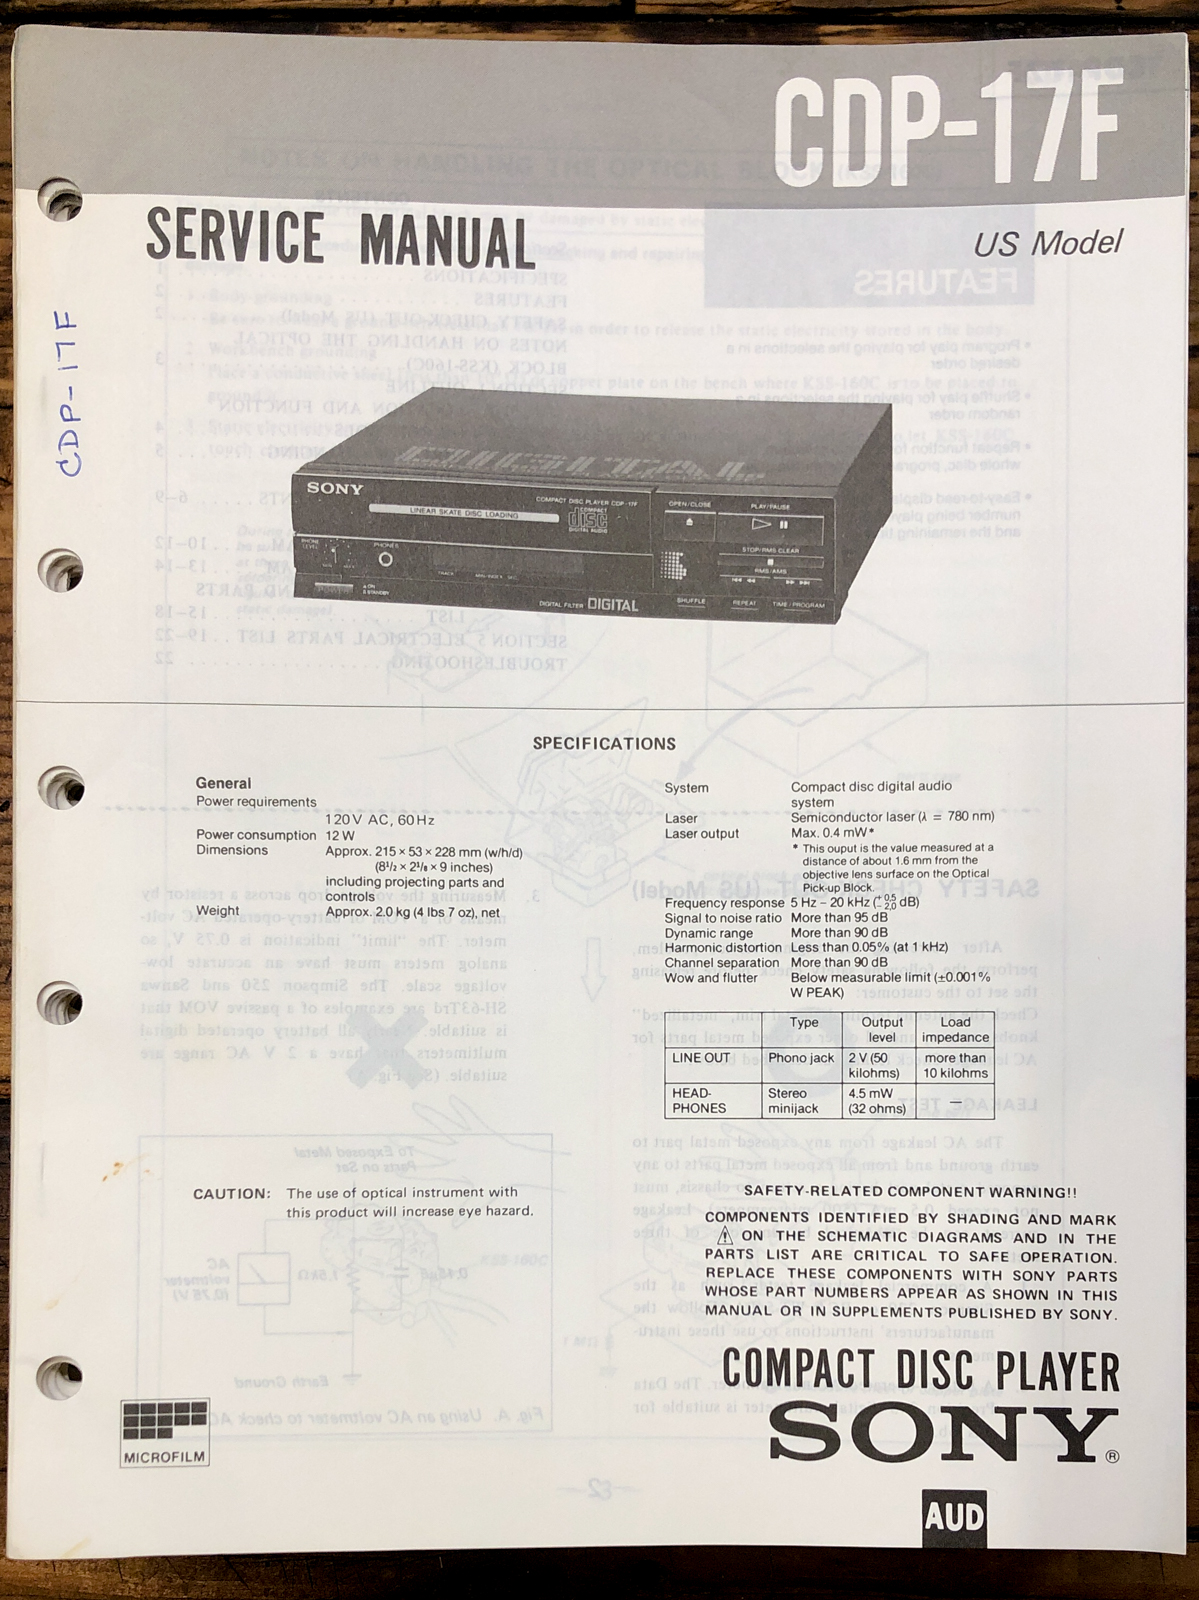 CDP-17F
SERVICE MANUAL
US Model
CDP-17F
SONY
COMPACT DISC PLAYER CDP-17F
LINEAR SKATE DISC LOADING
COMPACT
disc
DIGITAL AUDIO
OPEN/CLOSE
PLAY/PAUSE
STOP/RMS CLEAR
RMS/AMS
PHONE
LEVEL
PHONES
TRACK
ON
STANDBY
DIGITAL FILTER DIGITAL
SHUFFLE
REPEAT
TIME/PROGRAM
SPECIFICATIONS
General
Power requirements
120V AC, 60Hz
Power consumption 12 W
Dimensions Approx. 215 × 53 × 228 mm (w/h/d)
(8½ × 2⅛ × 9 inches)
including projecting parts and
controls
Weight Approx. 2.0 kg (4 lbs 7 oz), net
System Compact disc digital audio
system
Laser Semiconductor laser (λ = 780 nm)
Laser output Max. 0.4 mW*
* This ouput is the value measured at a
distance of about 1.6 mm from the
objective lens surface on the Optical
Pick-up Block.
Frequency response 5 Hz – 20 kHz (+0.5 −2.0 dB)
Signal to noise ratio More than 95 dB
Dynamic range More than 90 dB
Harmonic distortion Less than 0.05% (at 1 kHz)
Channel separation More than 90 dB
Wow and flutter Below measurable limit (±0.001%
W PEAK)
Type Output level Load impedance
LINE OUT Phono jack 2 V (50 kilohms) more than 10 kilohms
HEAD-PHONES Stereo minijack 4.5 mW (32 ohms) —
CAUTION: The use of optical instrument with
this product will increase eye hazard.
SAFETY-RELATED COMPONENT WARNING!!
COMPONENTS IDENTIFIED BY SHADING AND MARK
⚠ ON THE SCHEMATIC DIAGRAMS AND IN THE
PARTS LIST ARE CRITICAL TO SAFE OPERATION.
REPLACE THESE COMPONENTS WITH SONY PARTS
WHOSE PART NUMBERS APPEAR AS SHOWN IN THIS
MANUAL OR IN SUPPLEMENTS PUBLISHED BY SONY.
COMPACT DISC PLAYER
SONY®
MICROFILM
AUD